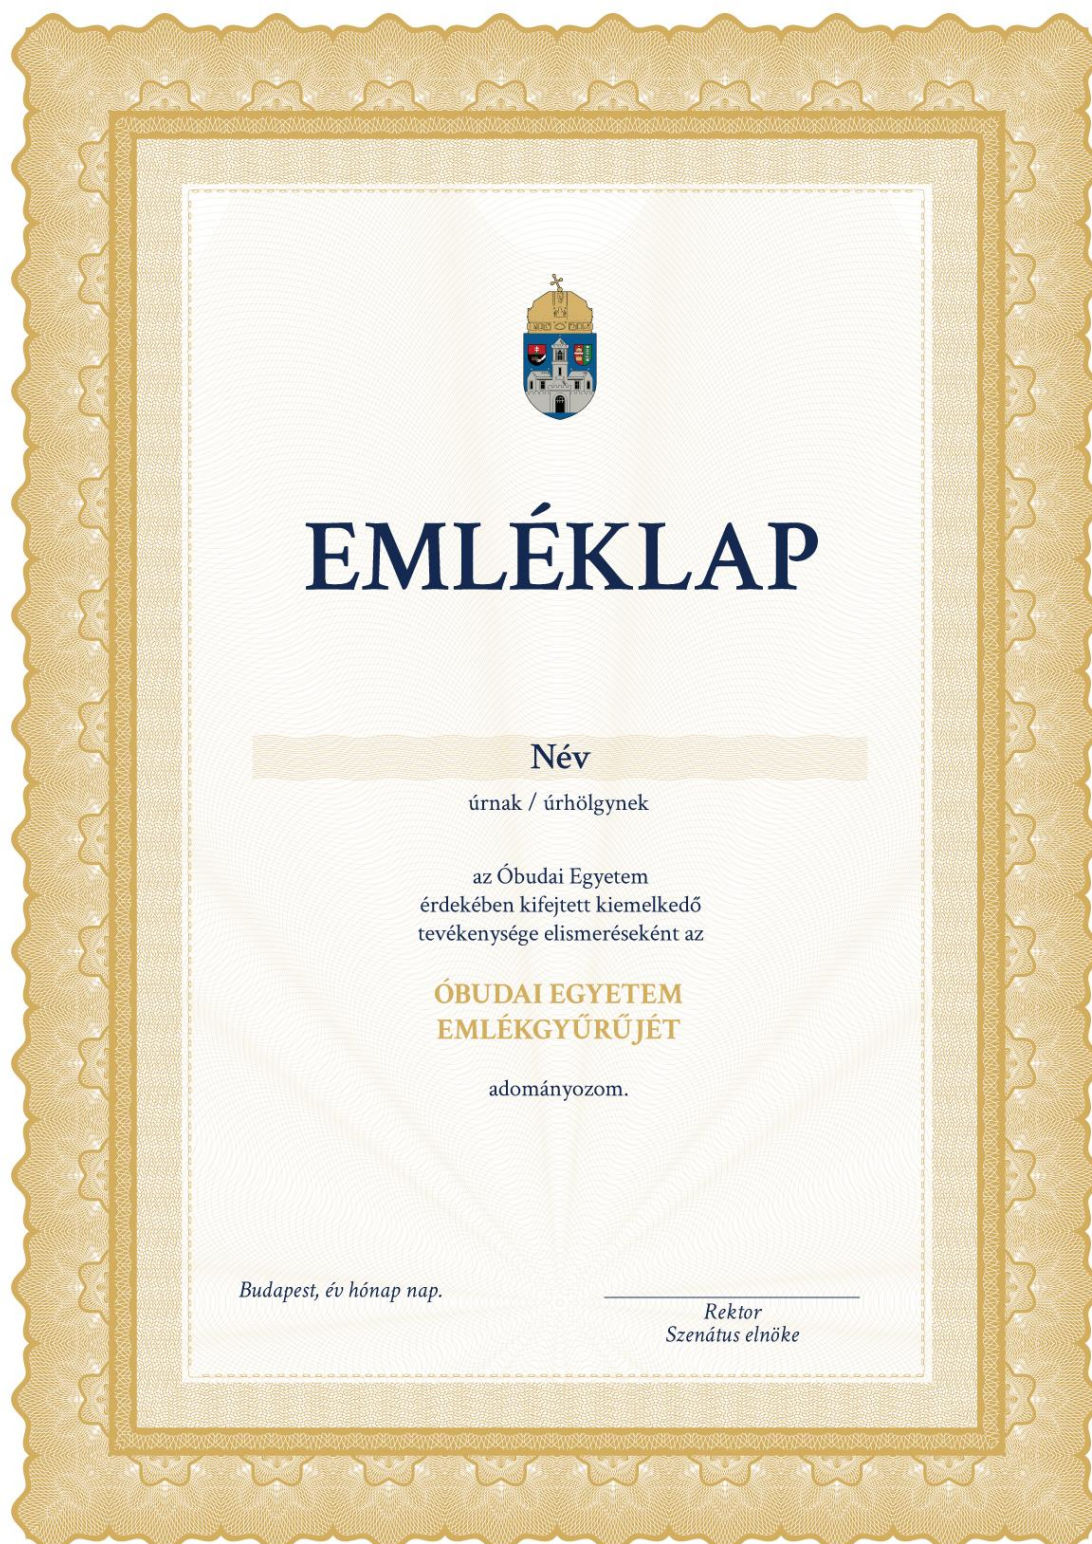 EMLÉKLAP
Név
úrnak / úrhölgynek
az Óbudai Egyetem
érdekében kifejtett kiemelkedő
tevékenysége elismeréseként az
ÓBUDAI EGYETEM
EMLÉKGYŰRŰJÉT
adományozom.
Budapest, év hónap nap.
Rektor
Szenátus elnöke